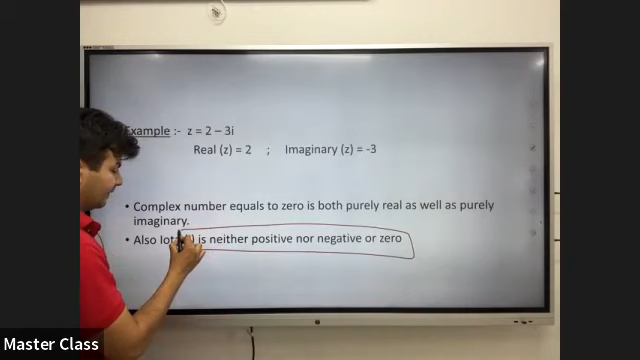 Example :- z = 2 – 3i
Real (z) = 2 ; Imaginary (z) = -3
• Complex number equals to zero is both purely real as well as purely
imaginary.
• Also is neither positive nor negative or zero
Master Class